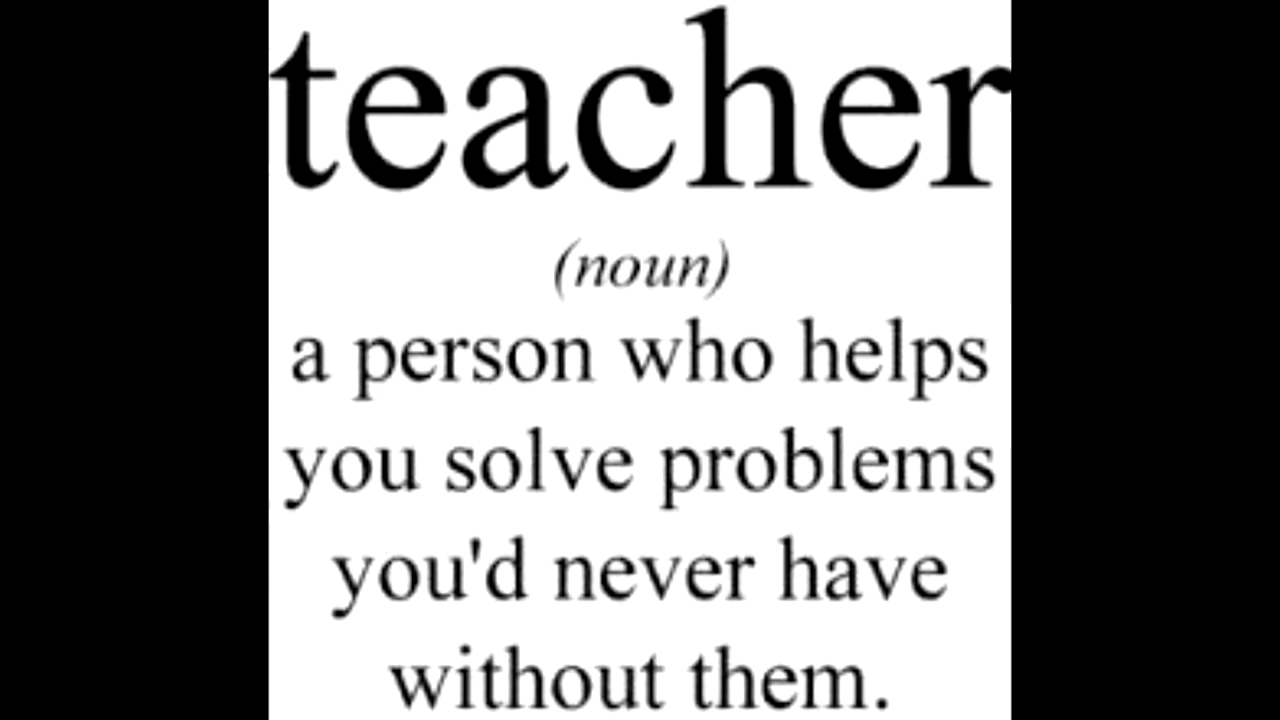 teacher
(noun)
a person who helps
you solve problems
you'd never have
without them.